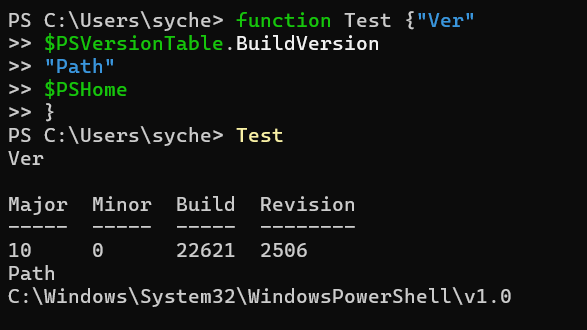 PS C:\Users\syche> function Test {"Ver"
>> $PSVersionTable.BuildVersion
>> "Path"
>> $PSHome
>> }
PS C:\Users\syche> Test
Ver

Major  Minor  Build  Revision
-----  -----  -----  --------
10     0      22621  2506
Path
C:\Windows\System32\WindowsPowerShell\v1.0